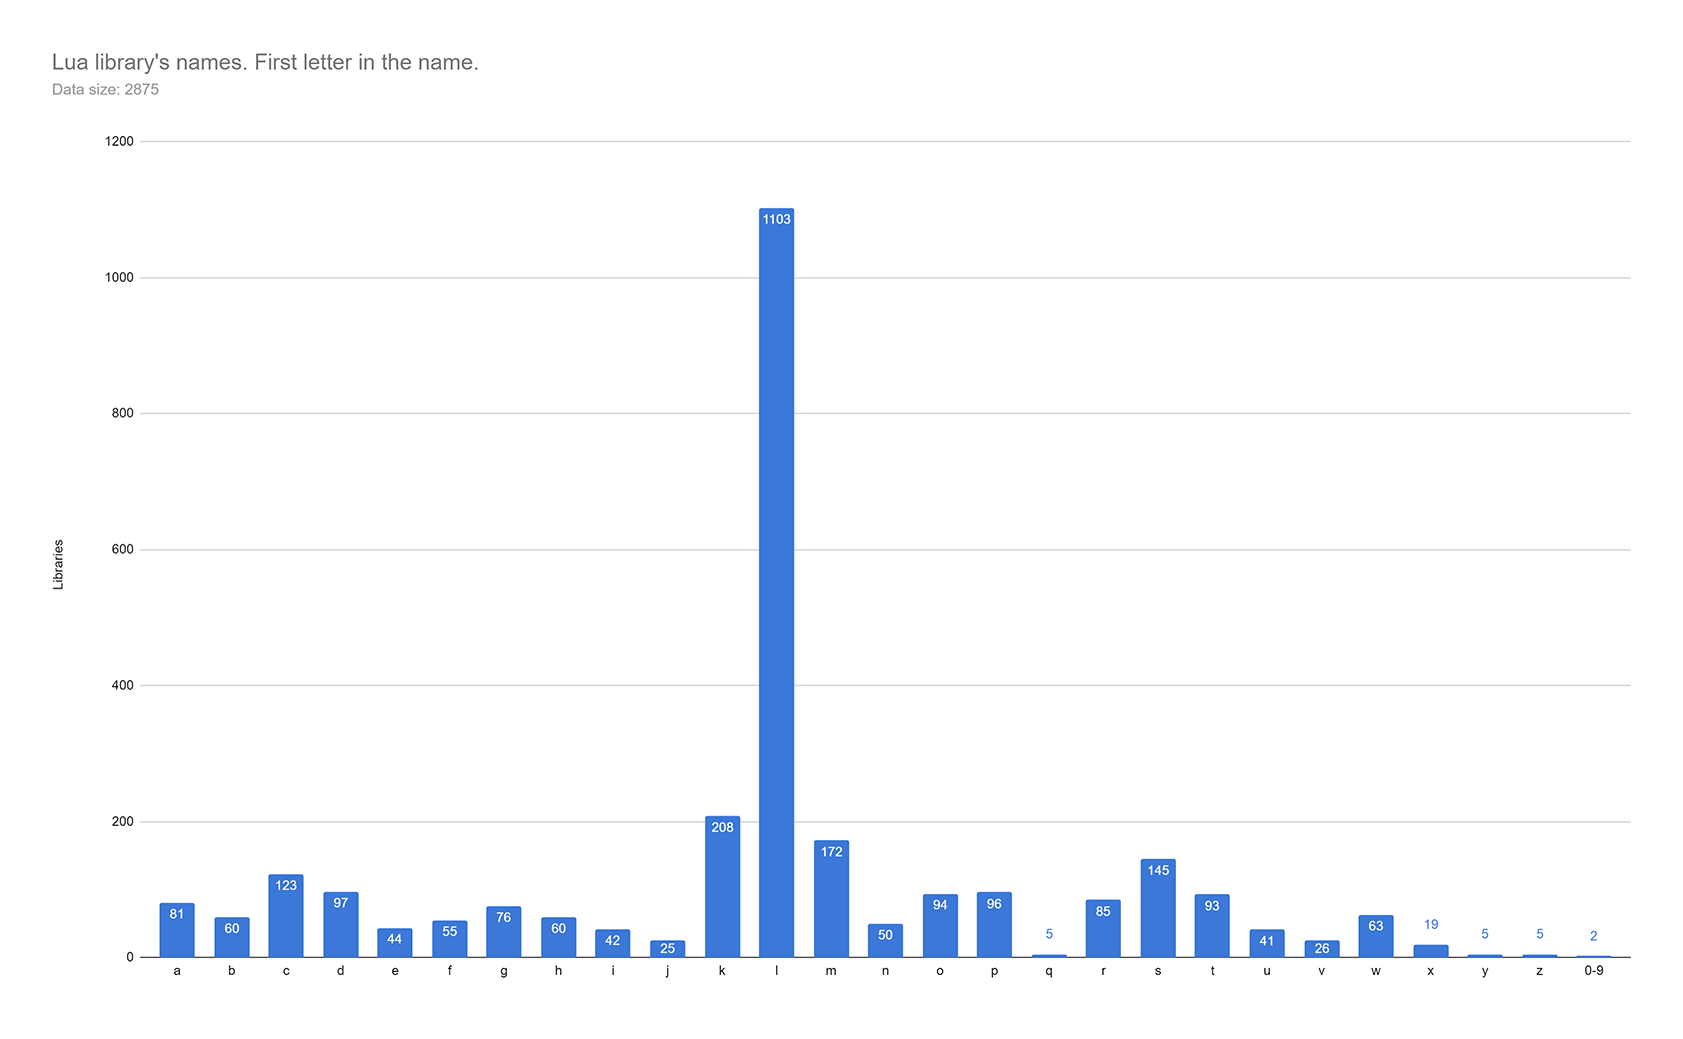 Lua library's names. First letter in the name.
Data size: 2875
1200
1000
800
600
400
200
0
Libraries
81 60 123 97 44 55 76 60 42 25 208 1103 172 50 94 96 5 85 145 93 41 26 63 19 5 5 2
a b c d e f g h i j k l m n o p q r s t u v w x y z 0-9